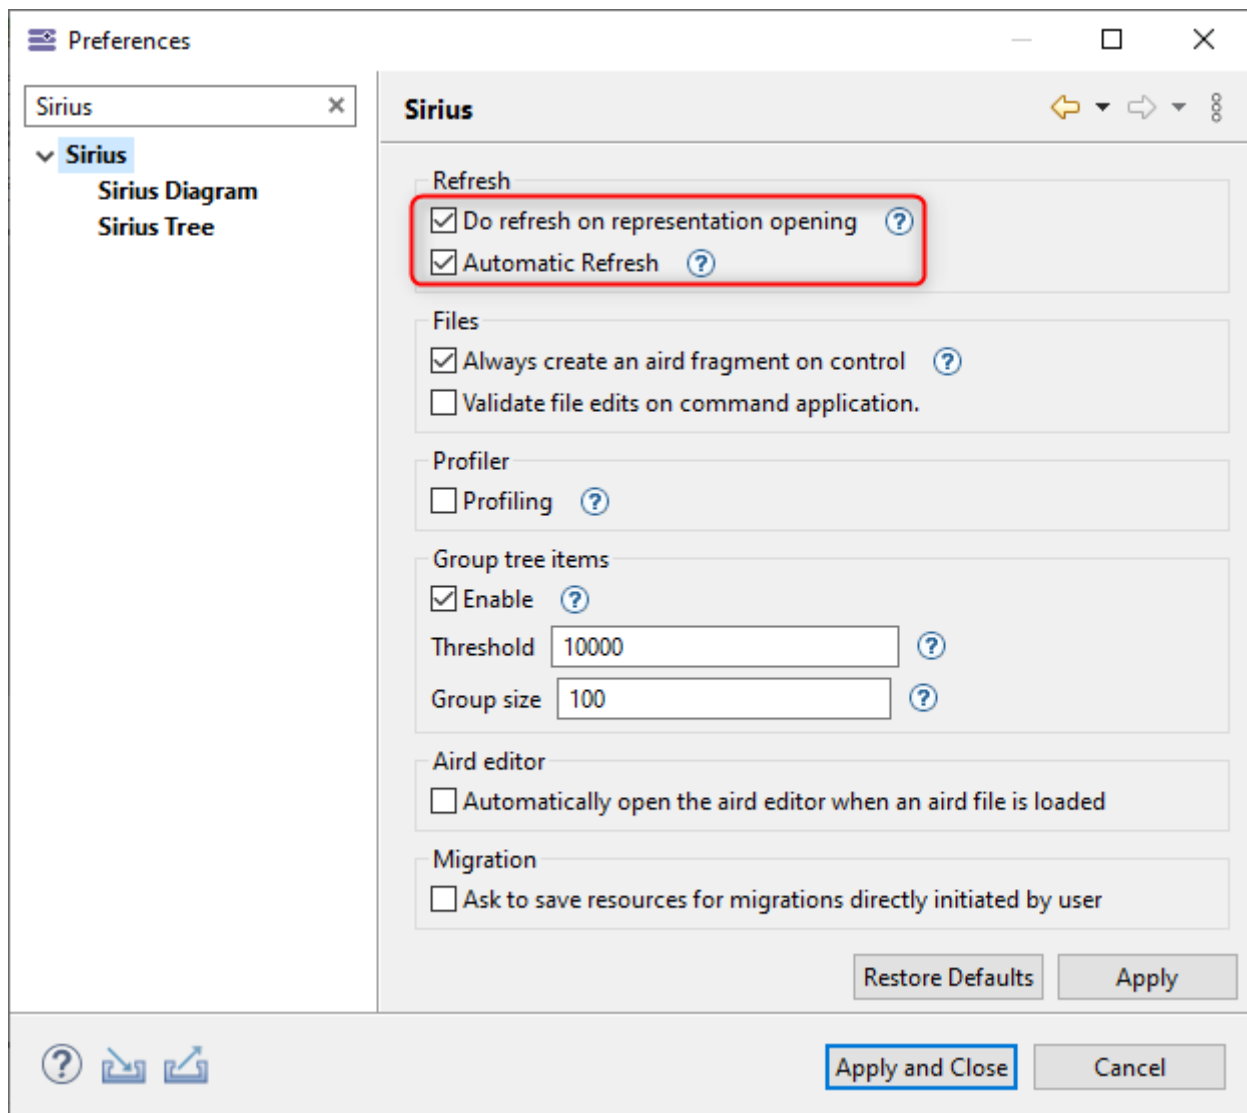 Preferences
Sirius
Sirius
Sirius Diagram
Sirius Tree
Sirius
Refresh
Do refresh on representation opening
Automatic Refresh
Files
Always create an aird fragment on control
Validate file edits on command application.
Profiler
Profiling
Group tree items
Enable
Threshold 10000
Group size 100
Aird editor
Automatically open the aird editor when an aird file is loaded
Migration
Ask to save resources for migrations directly initiated by user
Restore Defaults Apply
Apply and Close Cancel